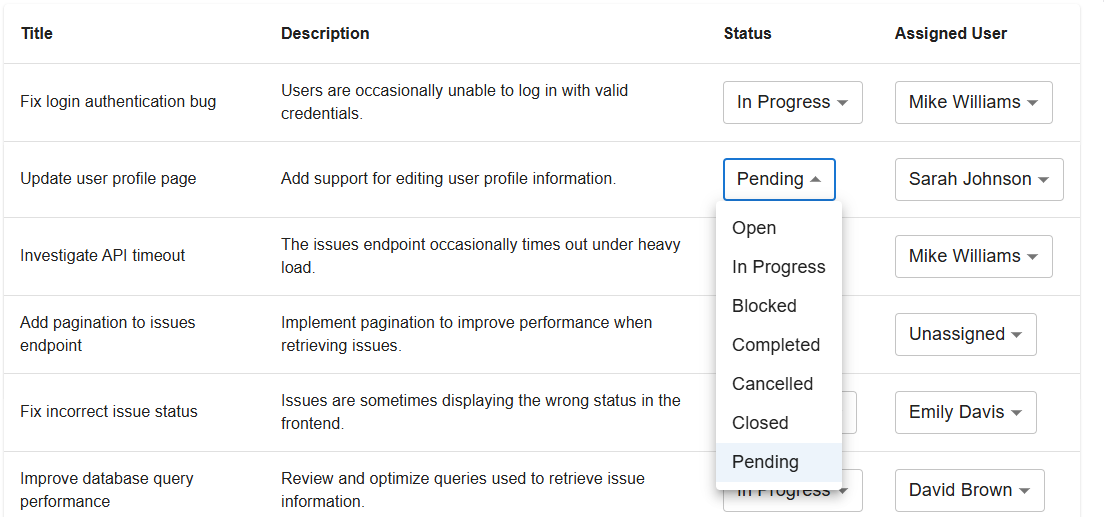 Title Description Status Assigned User
Fix login authentication bug
Users are occasionally unable to log in with valid
credentials.
In Progress
Mike Williams
Update user profile page
Add support for editing user profile information.
Pending
Sarah Johnson
Open
In Progress
Blocked
Completed
Cancelled
Closed
Pending
Investigate API timeout
The issues endpoint occasionally times out under heavy
load.
Mike Williams
Add pagination to issues
endpoint
Implement pagination to improve performance when
retrieving issues.
Unassigned
Fix incorrect issue status
Issues are sometimes displaying the wrong status in the
frontend.
Emily Davis
Improve database query
performance
Review and optimize queries used to retrieve issue
information.
In Progress
David Brown